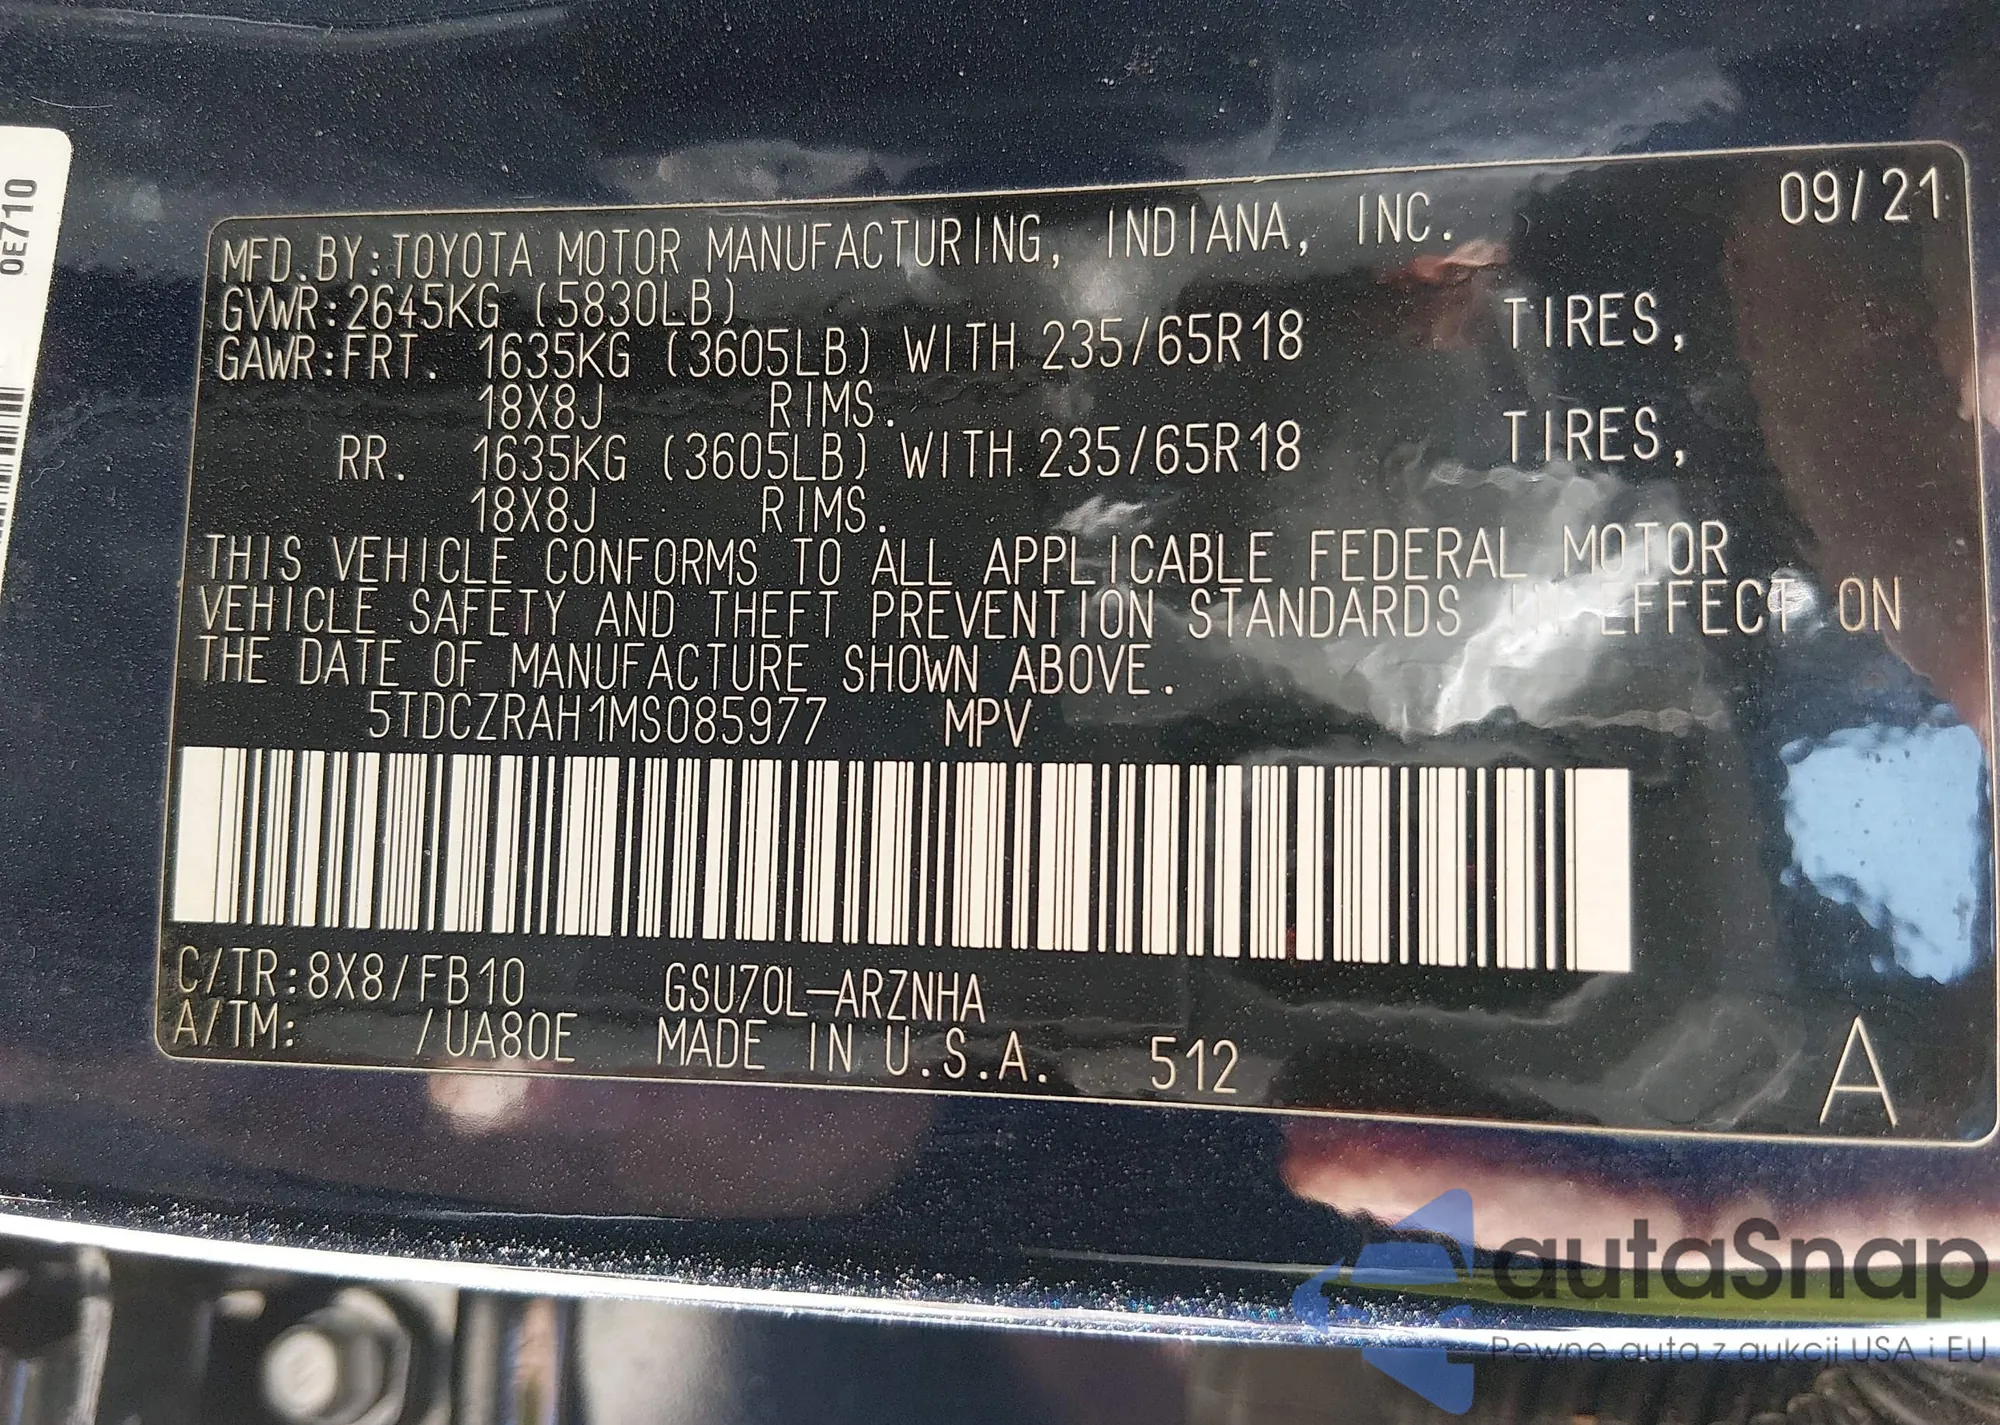 0E710
09/21
MFD.BY:TOYOTA MOTOR MANUFACTURING, INDIANA, INC.
GVWR:2645KG (5830LB)
GAWR:FRT. 1635KG (3605LB) WITH 235/65R18 TIRES,
18X8J RIMS.
RR. 1635KG (3605LB) WITH 235/65R18 TIRES,
18X8J RIMS.
THIS VEHICLE CONFORMS TO ALL APPLICABLE FEDERAL MOTOR
VEHICLE SAFETY AND THEFT PREVENTION STANDARDS IN EFFECT ON
THE DATE OF MANUFACTURE SHOWN ABOVE.
5TDCZRAH1MS085977 MPV
C/TR:8X8/FB10 GSU70L-ARZNHA
A/TM: /UA80E MADE IN U.S.A. 512 A
autaSnap
Pewne auta z aukcji USA i EU